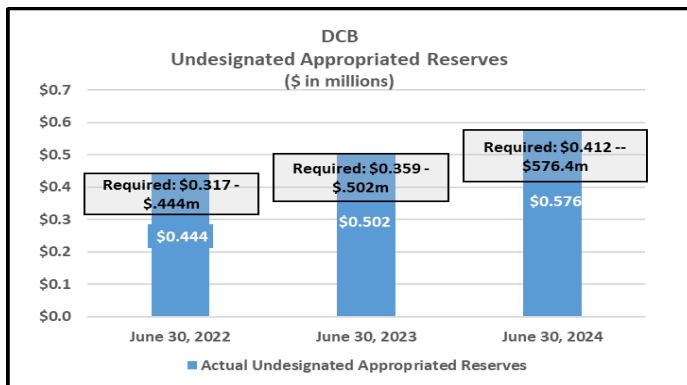 DCB
Undesignated Appropriated Reserves
($ in millions)
$0.7
$0.6
$0.5
$0.4
$0.3
$0.2
$0.1
$0.0
Required: $0.317 -
$.444m
Required: $0.359 -
$.502m
Required: $0.412 --
$576.4m
$0.444
$0.502
$0.576
June 30, 2022
June 30, 2023
June 30, 2024
Actual Undesignated Appropriated Reserves